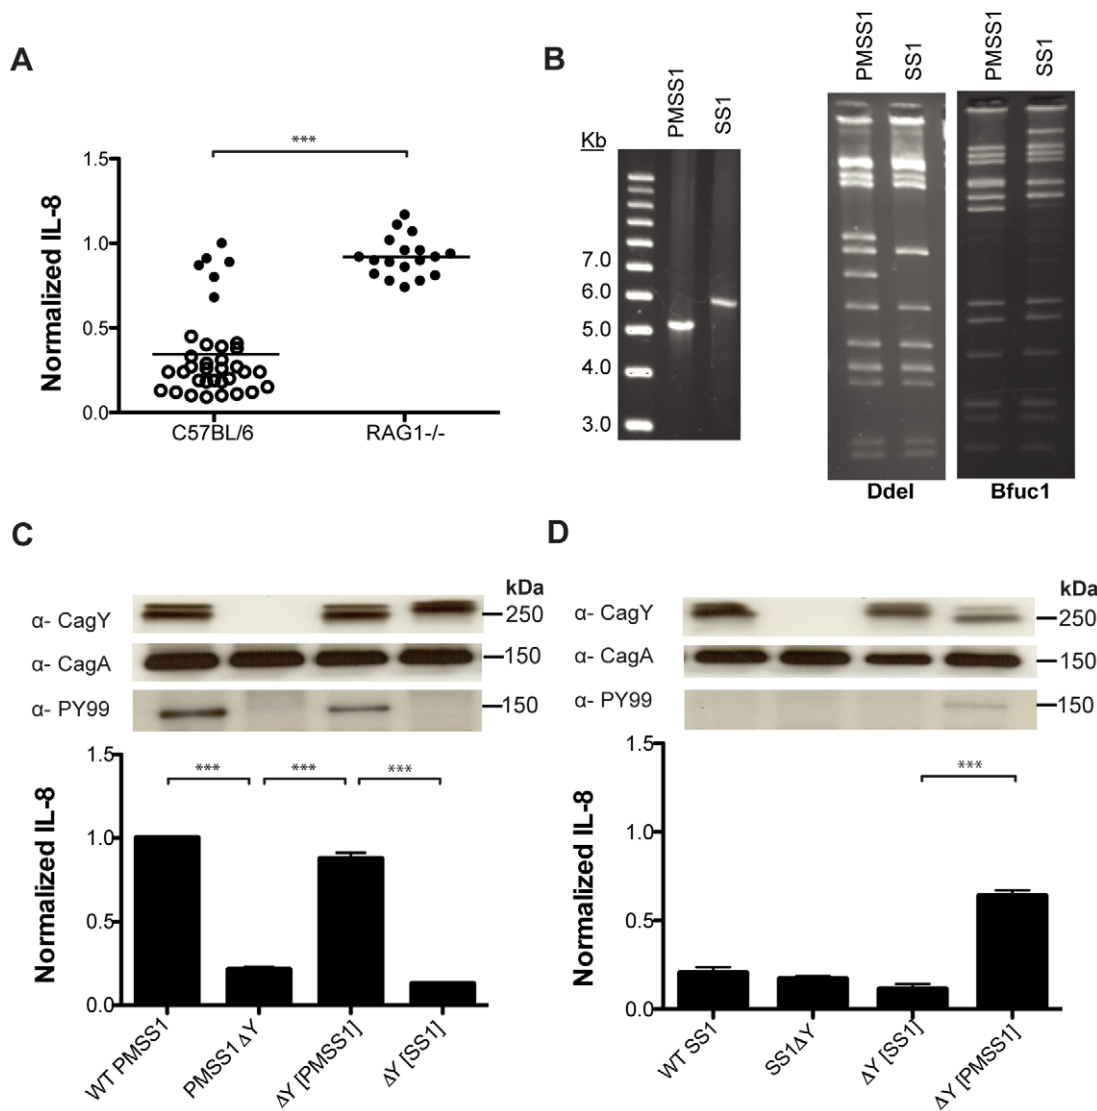 A
***
Normalized IL-8
1.5
1.0
0.5
0.0
C57BL/6
RAG1-/-
B
PMSS1
SS1
PMSS1
SS1
PMSS1
SS1
Kb
7.0
6.0
5.0
4.0
3.0
DdeI
Bfuc1
C
kDa
α- CagY
250
α- CagA
150
α- PY99
150
***
***
***
Normalized IL-8
1.5
1.0
0.5
0.0
WT PMSS1
PMSS1 ΔY
ΔY [PMSS1]
ΔY [SS1]
D
kDa
α- CagY
250
α- CagA
150
α- PY99
150
***
Normalized IL-8
1.5
1.0
0.5
0.0
WT SS1
SS1ΔY
ΔY [SS1]
ΔY [PMSS1]